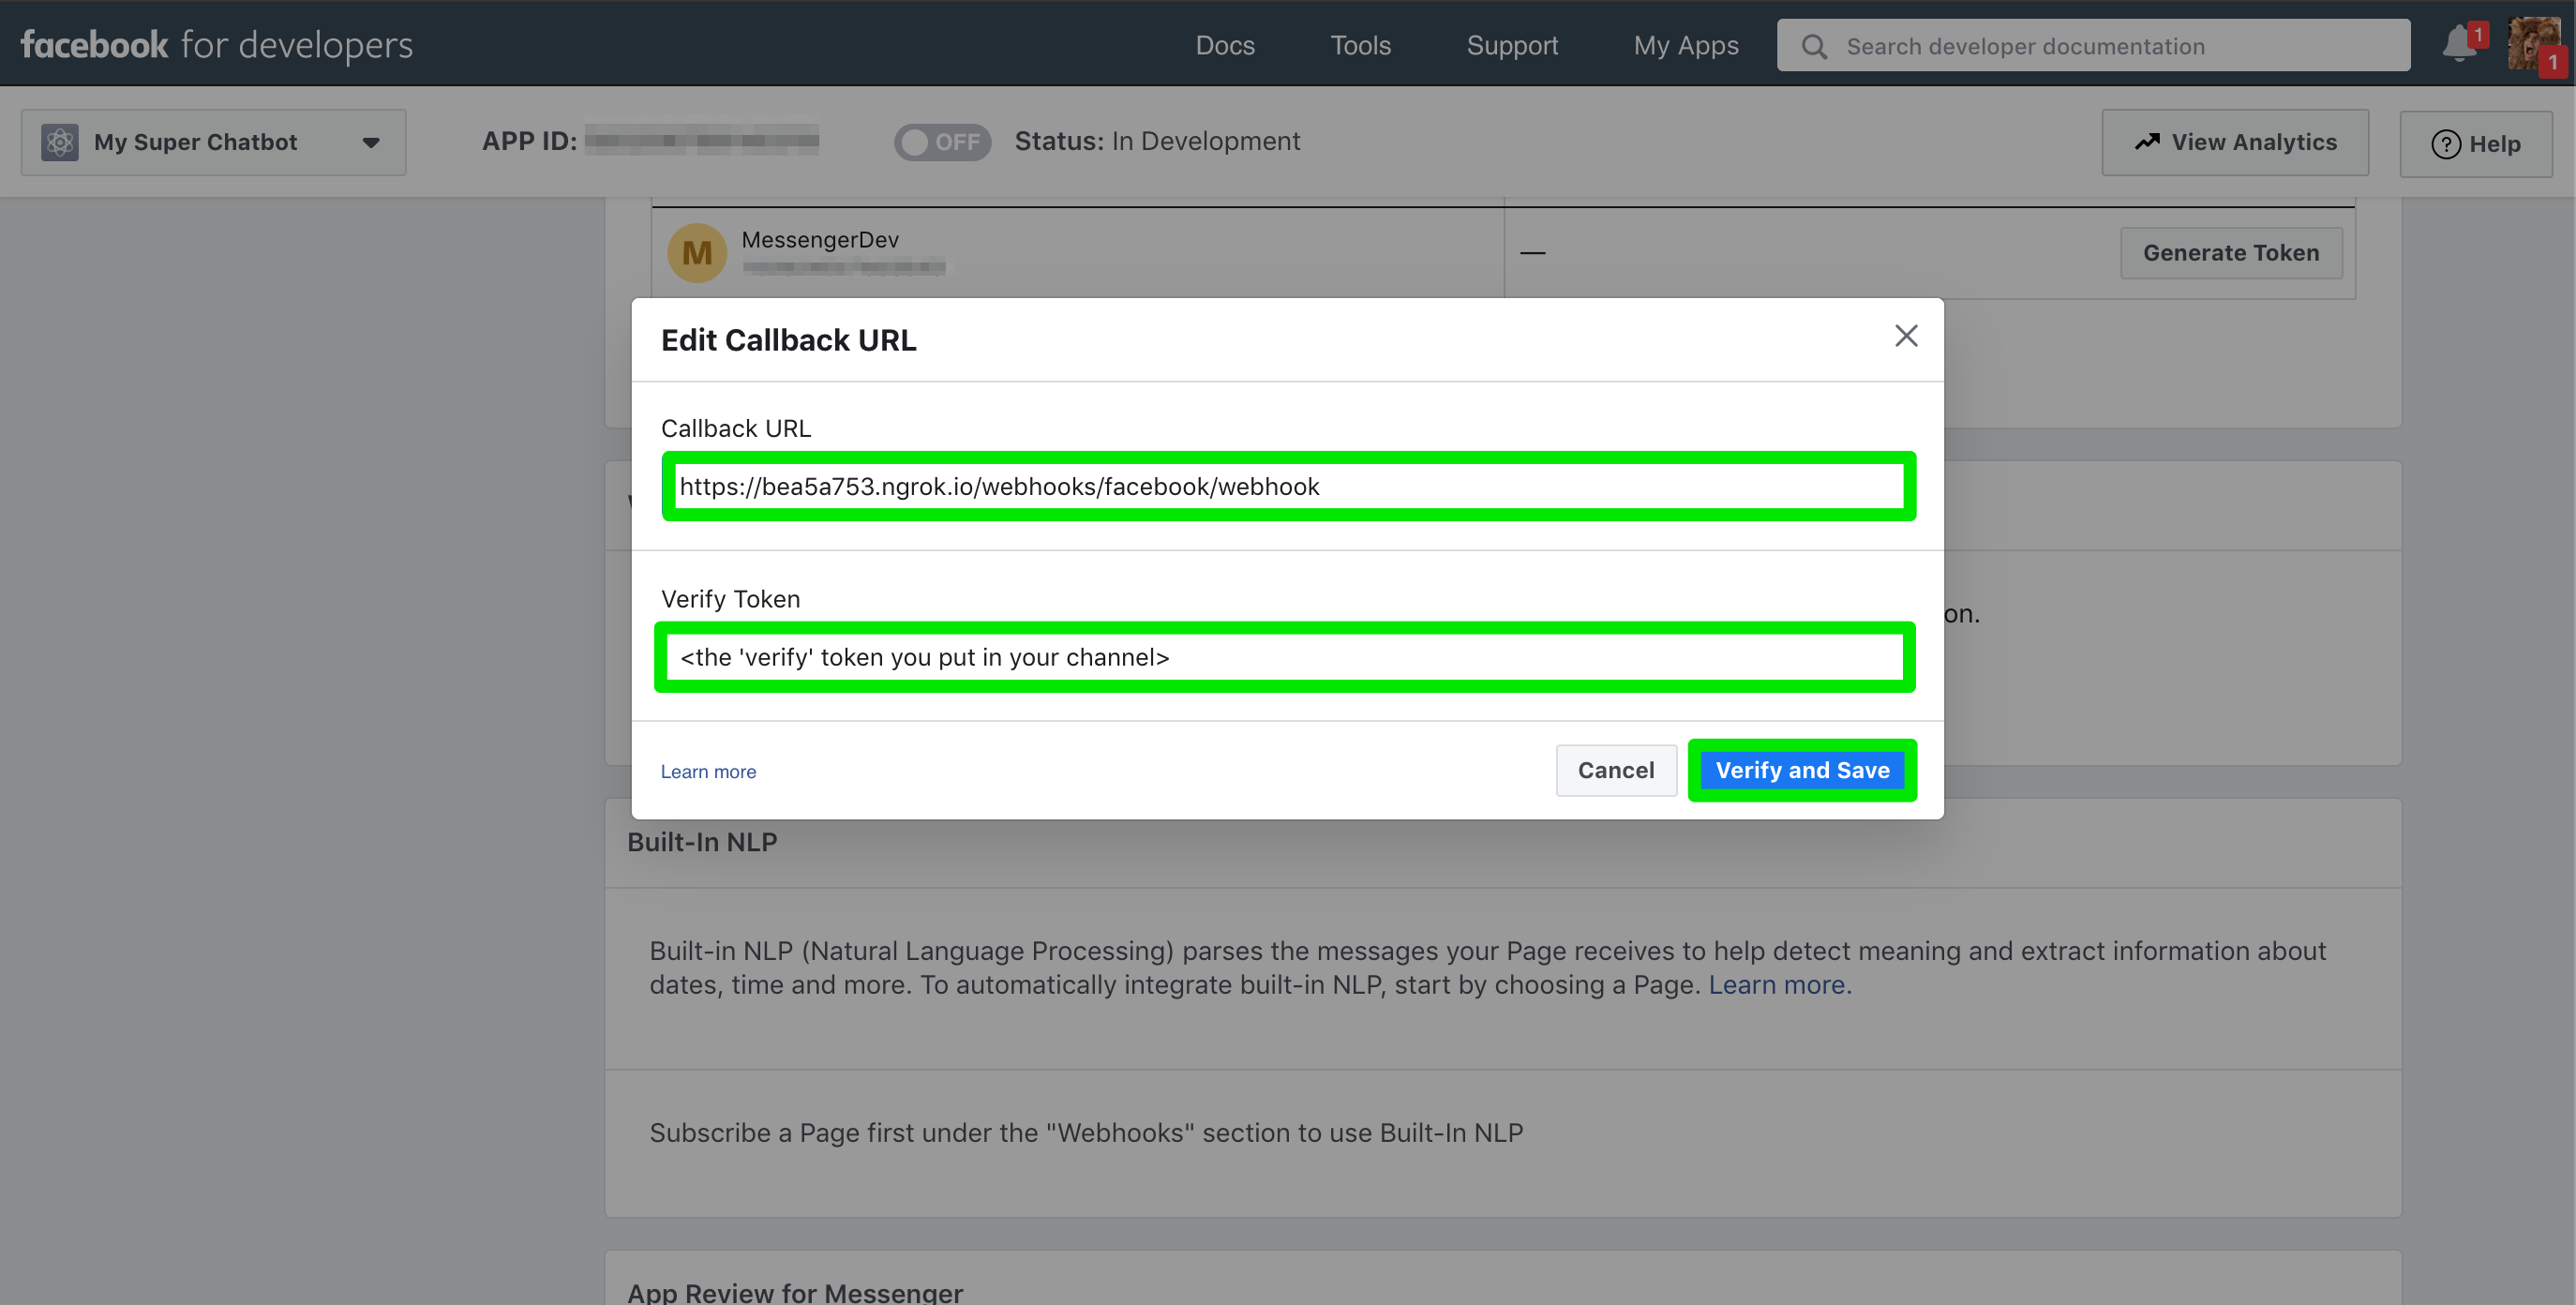 facebook for developers
Docs
Tools
Support
My Apps
Search developer documentation
1
1
My Super Chatbot
APP ID:
OFF
Status: In Development
View Analytics
? Help
M
MessengerDev
—
Generate Token
Edit Callback URL
Callback URL
https://bea5a753.ngrok.io/webhooks/facebook/webhook
on.
Verify Token
<the 'verify' token you put in your channel>
Learn more
Cancel
Verify and Save
Built-In NLP
Built-in NLP (Natural Language Processing) parses the messages your Page receives to help detect meaning and extract information about
dates, time and more. To automatically integrate built-in NLP, start by choosing a Page. Learn more.
Subscribe a Page first under the "Webhooks" section to use Built-In NLP
App Review for Messenger